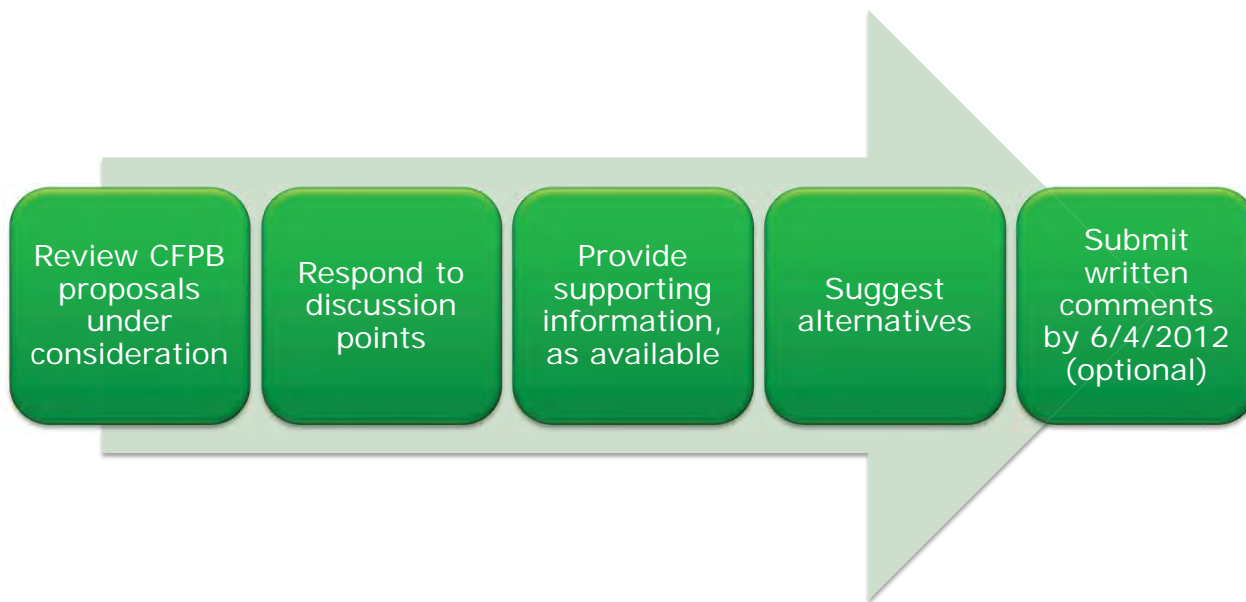 Review CFPB
proposals
under
consideration
Respond to
discussion
points
Provide
supporting
information,
as available
Suggest
alternatives
Submit
written
comments
by 6/4/2012
(optional)